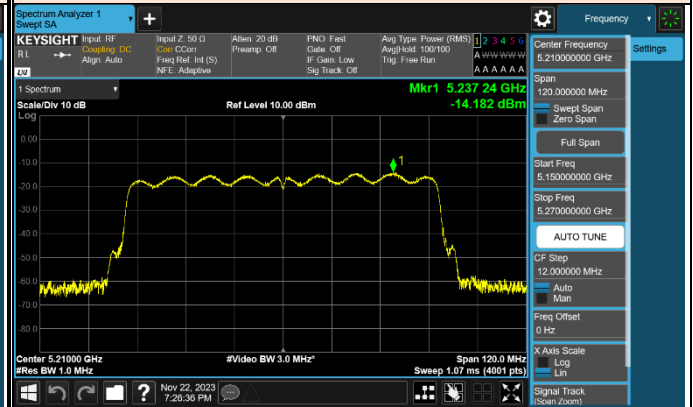 Spectrum Analyzer 1
Swept SA
Frequency
KEYSIGHT
RL
LXI
Input: RF
Coupling: DC
Align: Auto
Input Z: 50 Ω
Corr CCorr
Freq Ref: Int (S)
NFE: Adaptive
Atten: 20 dB
Preamp: Off
PNO: Fast
Gate: Off
IF Gain: Low
Sig Track: Off
Avg Type: Power (RMS)
Avg|Hold: 100/100
Trig: Free Run
1 2 3 4 5 6
A W W W W W
A A A A A A
1 Spectrum
Scale/Div 10 dB
Log
Ref Level 10.00 dBm
Mkr1 5.237 24 GHz
-14.182 dBm
0.00
-10.0
-20.0
-30.0
-40.0
-50.0
-60.0
-70.0
-80.0
1
Center 5.21000 GHz
#Res BW 1.0 MHz
#Video BW 3.0 MHz*
Span 120.0 MHz
Sweep 1.07 ms (4001 pts)
Nov 22, 2023
7:26:36 PM
Center Frequency
5.210000000 GHz
Settings
Span
120.000000 MHz
Swept Span
Zero Span
Full Span
Start Freq
5.150000000 GHz
Stop Freq
5.270000000 GHz
AUTO TUNE
CF Step
12.000000 MHz
Auto
Man
Freq Offset
0 Hz
X Axis Scale
Log
Lin
Signal Track
(Span Zoom)